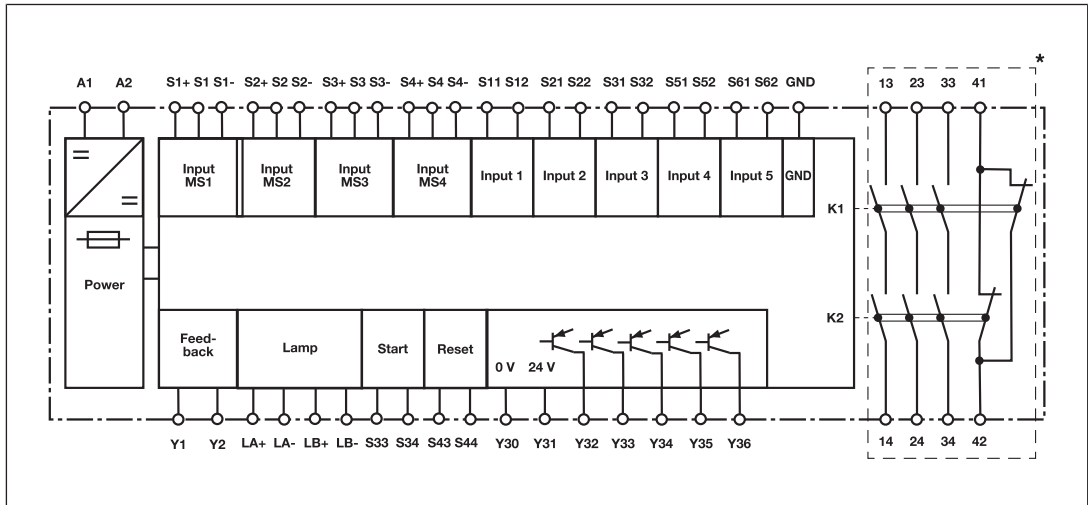 *
A1 A2 S1+ S1 S1- S2+ S2 S2- S3+ S3 S3- S4+ S4 S4- S11 S12 S21 S22 S31 S32 S51 S52 S61 S62 GND 13 23 33 41
Input MS1
Input MS2
Input MS3
Input MS4
Input 1
Input 2
Input 3
Input 4
Input 5
GND
K1
Power
K2
Feed-
back
Lamp
Start
Reset
0 V 24 V
Y1 Y2 LA+ LA- LB+ LB- S33 S34 S43 S44 Y30 Y31 Y32 Y33 Y34 Y35 Y36 14 24 34 42